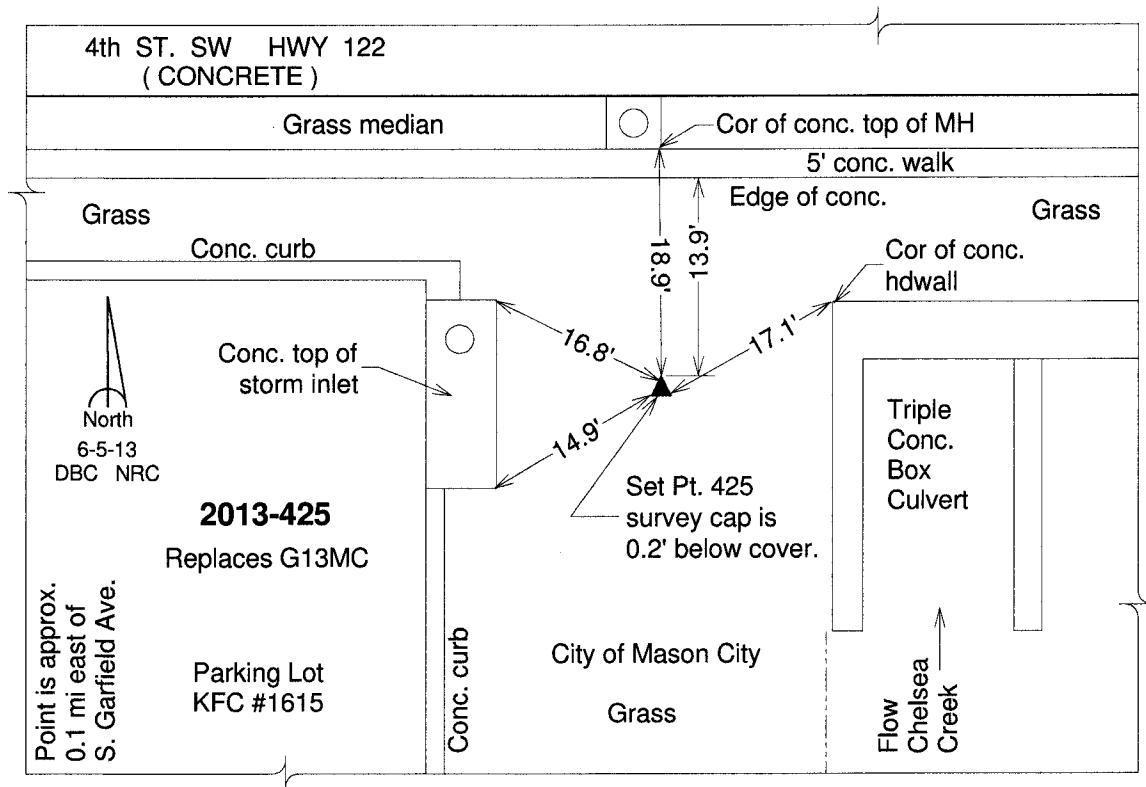 4th ST. SW HWY 122
( CONCRETE )
Grass median
Cor of conc. top of MH
5' conc. walk
Edge of conc.
Grass
Grass
Conc. curb
18.9'
13.9'
Cor of conc.
hdwall
16.8'
17.1'
Conc. top of
storm inlet
14.9'
North
6-5-13
DBC NRC
Triple
Conc.
Box
Culvert
Set Pt. 425
survey cap is
0.2' below cover.
2013-425
Replaces G13MC
Point is approx.
0.1 mi east of
S. Garfield Ave.
Parking Lot
KFC #1615
Conc. curb
City of Mason City
Grass
Flow
Chelsea
Creek